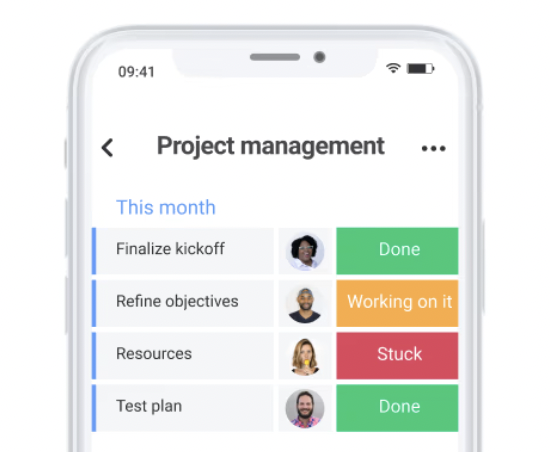 09:41
Project management
This month
Finalize kickoff Done
Refine objectives Working on it
Resources Stuck
Test plan Done